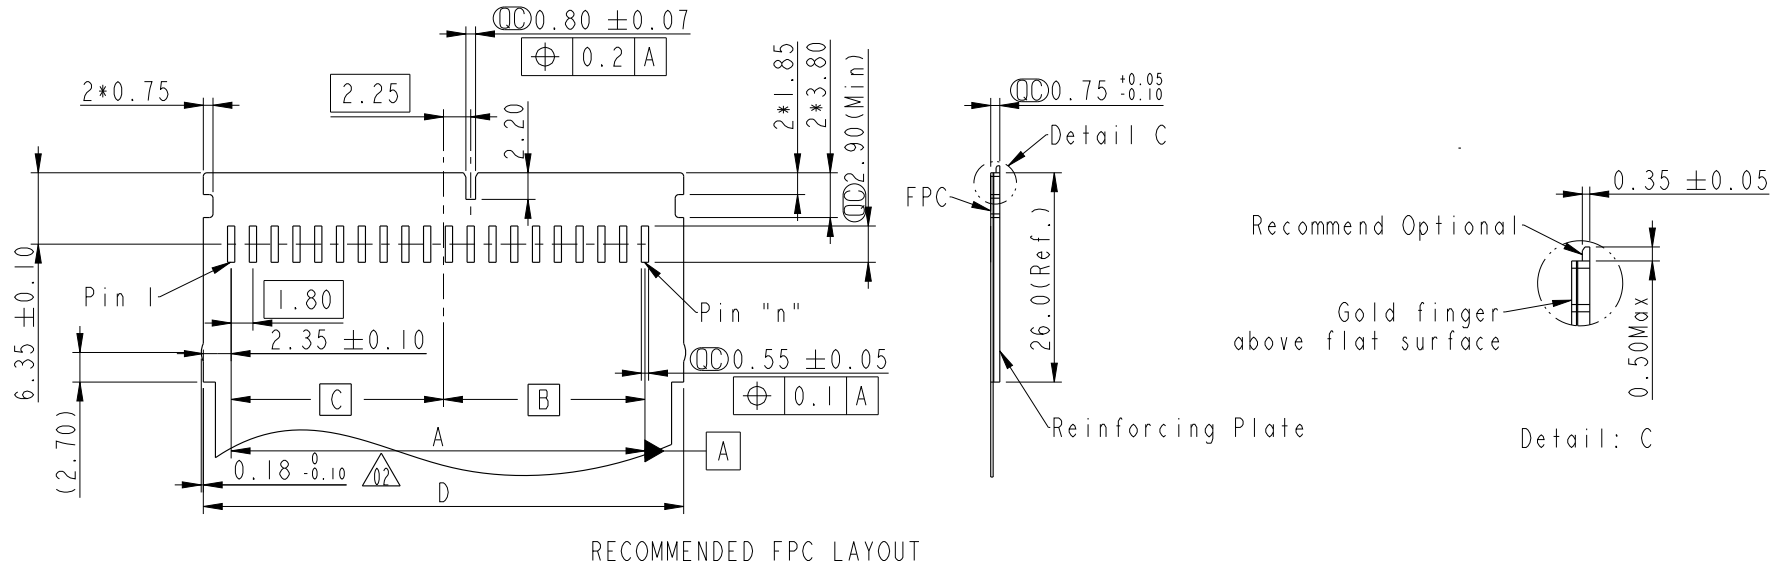 QC 0.80 ±0.07
⌖ 0.2 A
2*0.75
2.25
2.20
2*1.85
2*3.80
QC 2.90(Min)
6.35 ±0.10
Pin 1
1.80
2.35 ±0.10
Pin "n"
QC 0.55 ±0.05
⌖ 0.1 A
C
B
A
A
(2.70)
0.18 0 -0.10
02
D
QC 0.75 +0.05 -0.10
Detail C
FPC
26.0(Ref.)
Reinforcing Plate
0.35 ±0.05
Recommend Optional
Gold finger
above flat surface
0.50Max
Detail: C
RECOMMENDED FPC LAYOUT